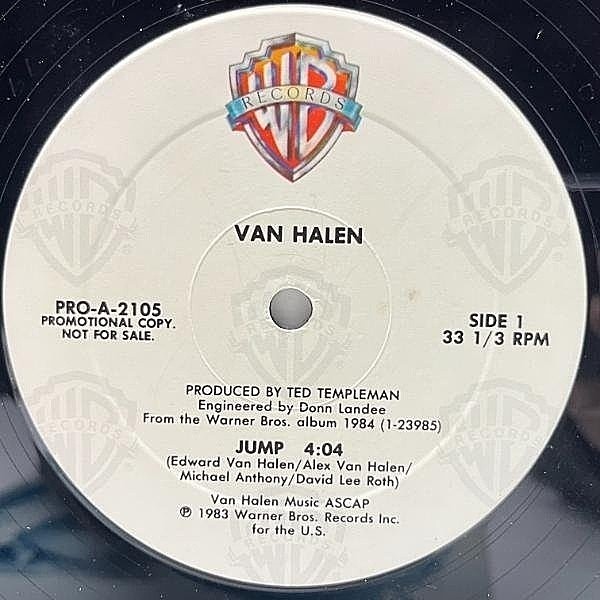 WB
RECORDS
VAN HALEN
PRO-A-2105
PROMOTIONAL COPY.
NOT FOR SALE.
SIDE 1
33 1/3 RPM
PRODUCED BY TED TEMPLEMAN
Engineered by Donn Landee
From the Warner Bros. album 1984 (1-23985)
JUMP 4:04
(Edward Van Halen/Alex Van Halen/
Michael Anthony/David Lee Roth)
Van Halen Music ASCAP
℗ 1983 Warner Bros. Records Inc.
for the U.S.